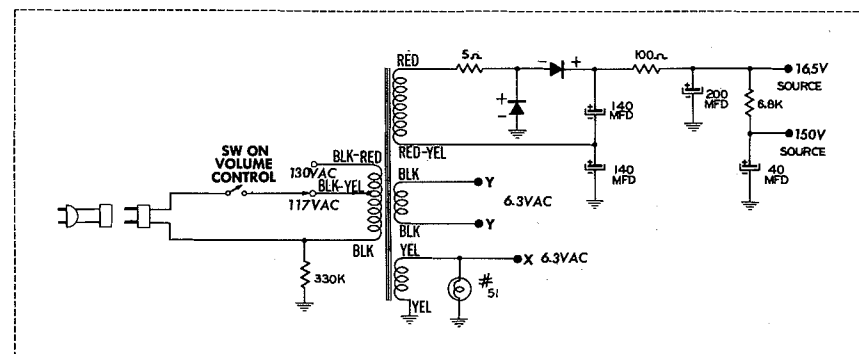 RED
5Ω
-
+
100Ω
165V
SOURCE
+
-
140
MFD
200
MFD
6.8K
RED-YEL
150V
SOURCE
140
MFD
40
MFD
SW ON
VOLUME
CONTROL
BLK-RED
130VAC
BLK-YEL
117VAC
BLK
Y
6.3VAC
BLK
Y
BLK
330K
YEL
X 6.3VAC
#51
YEL